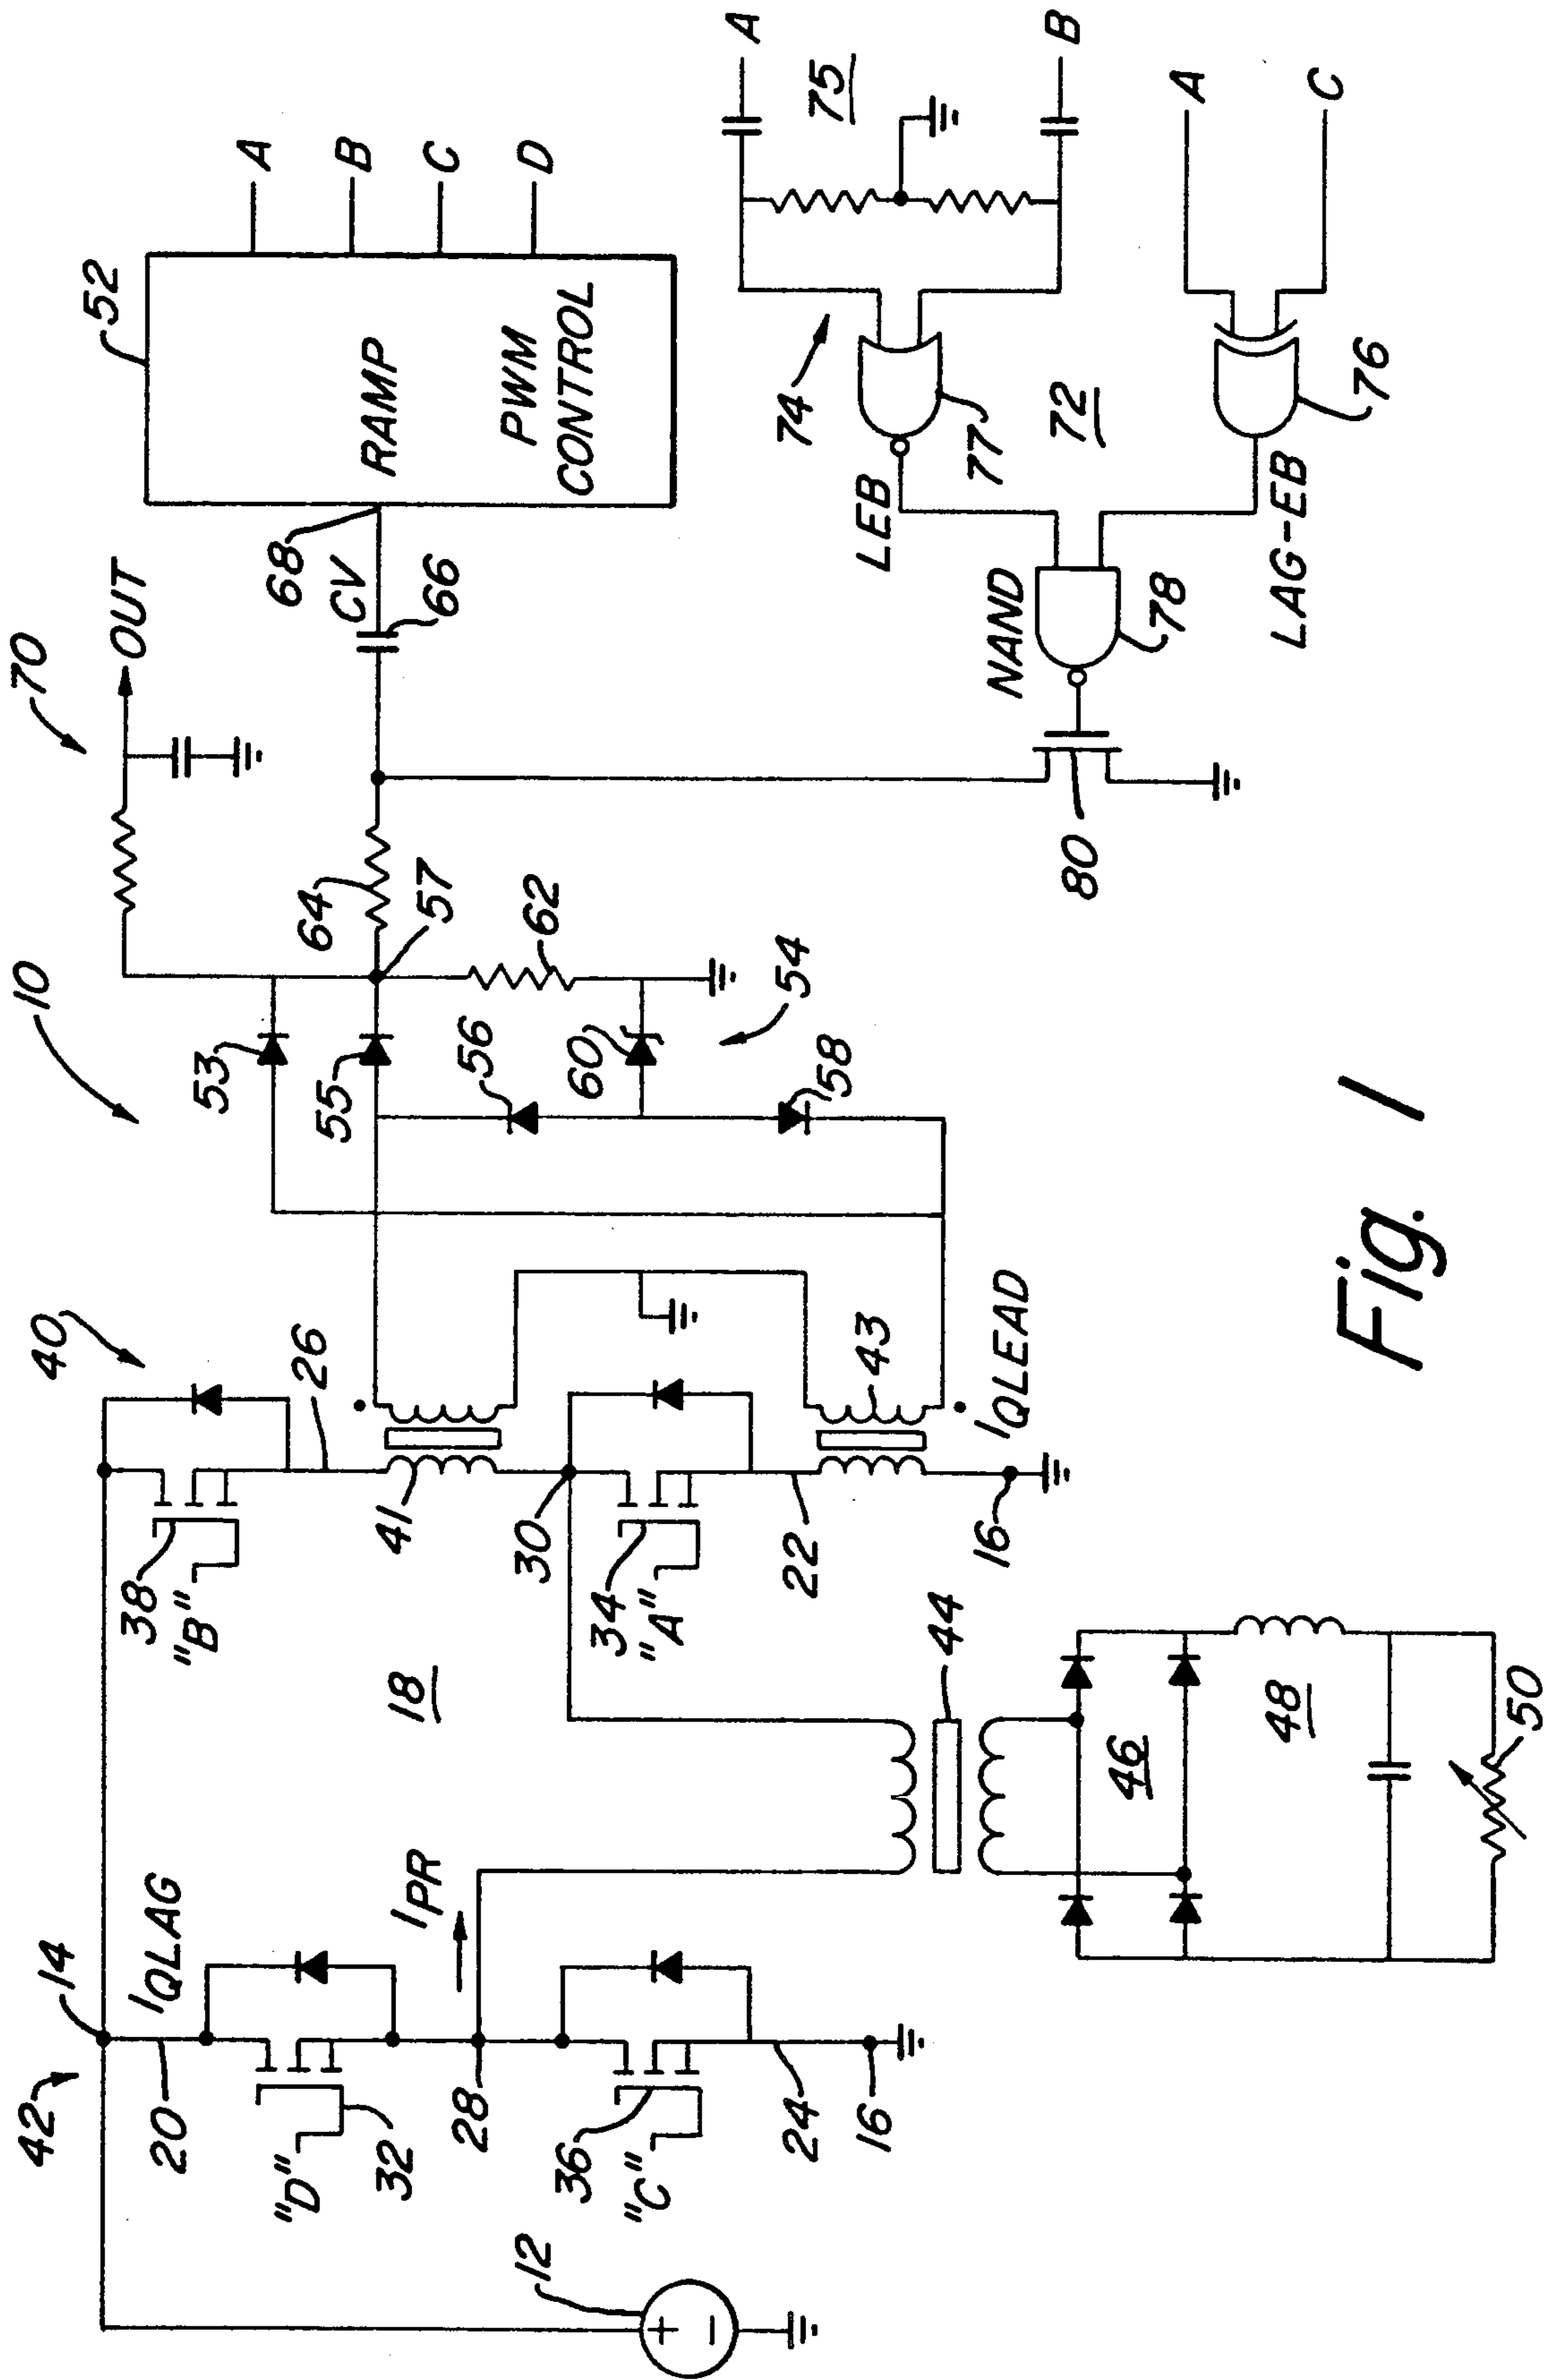 42
14
40
10
70
OUT
52
RAMP
PWM
CONTROL
A
B
C
D
68
CV
66
64
57
62
53
55
56
60
58
54
IQLAG
20
"D"
32
28
IPR
36
"C"
24
16
12
+
−
38
"B"
26
41
30
34
"A"
22
16
43
IQLEAD
18
44
46
48
50
A
75
B
74
77
LEB
72
A
C
76
LAG-EB
NAND
78
80
Fig. 1